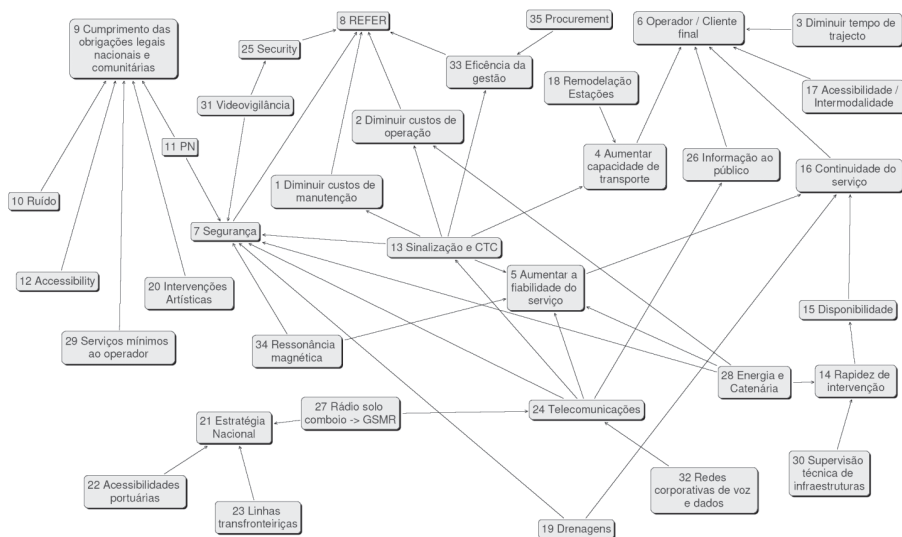 9 Cumprimento das
obrigações legais
nacionais e
comunitárias
8 REFER
35 Procurement
6 Operador / Cliente
final
3 Diminuir tempo de
trajecto
25 Security
33 Eficência da
gestão
18 Remodelação
Estações
17 Acessibilidade /
Intermodalidade
31 Videovigilância
2 Diminuir custos de
operação
11 PN
4 Aumentar
capacidade de
transporte
26 Informação ao
público
16 Continuidade do
serviço
10 Ruído
1 Diminuir custos de
manutenção
7 Segurança
13 Sinalização e CTC
12 Accessibility
20 Intervenções
Artísticas
5 Aumentar a
fiabilidade do
serviço
15 Disponibilidade
29 Serviços mínimos
ao operador
34 Ressonância
magnética
28 Energia e
Catenária
14 Rapidez de
intervenção
21 Estratégia
Nacional
27 Rádio solo
comboio -> GSMR
24 Telecomunicações
22 Acessibilidades
portuárias
23 Linhas
transfronteiriças
32 Redes
corporativas de voz
e dados
30 Supervisão
técnica de
infraestruturas
19 Drenagens